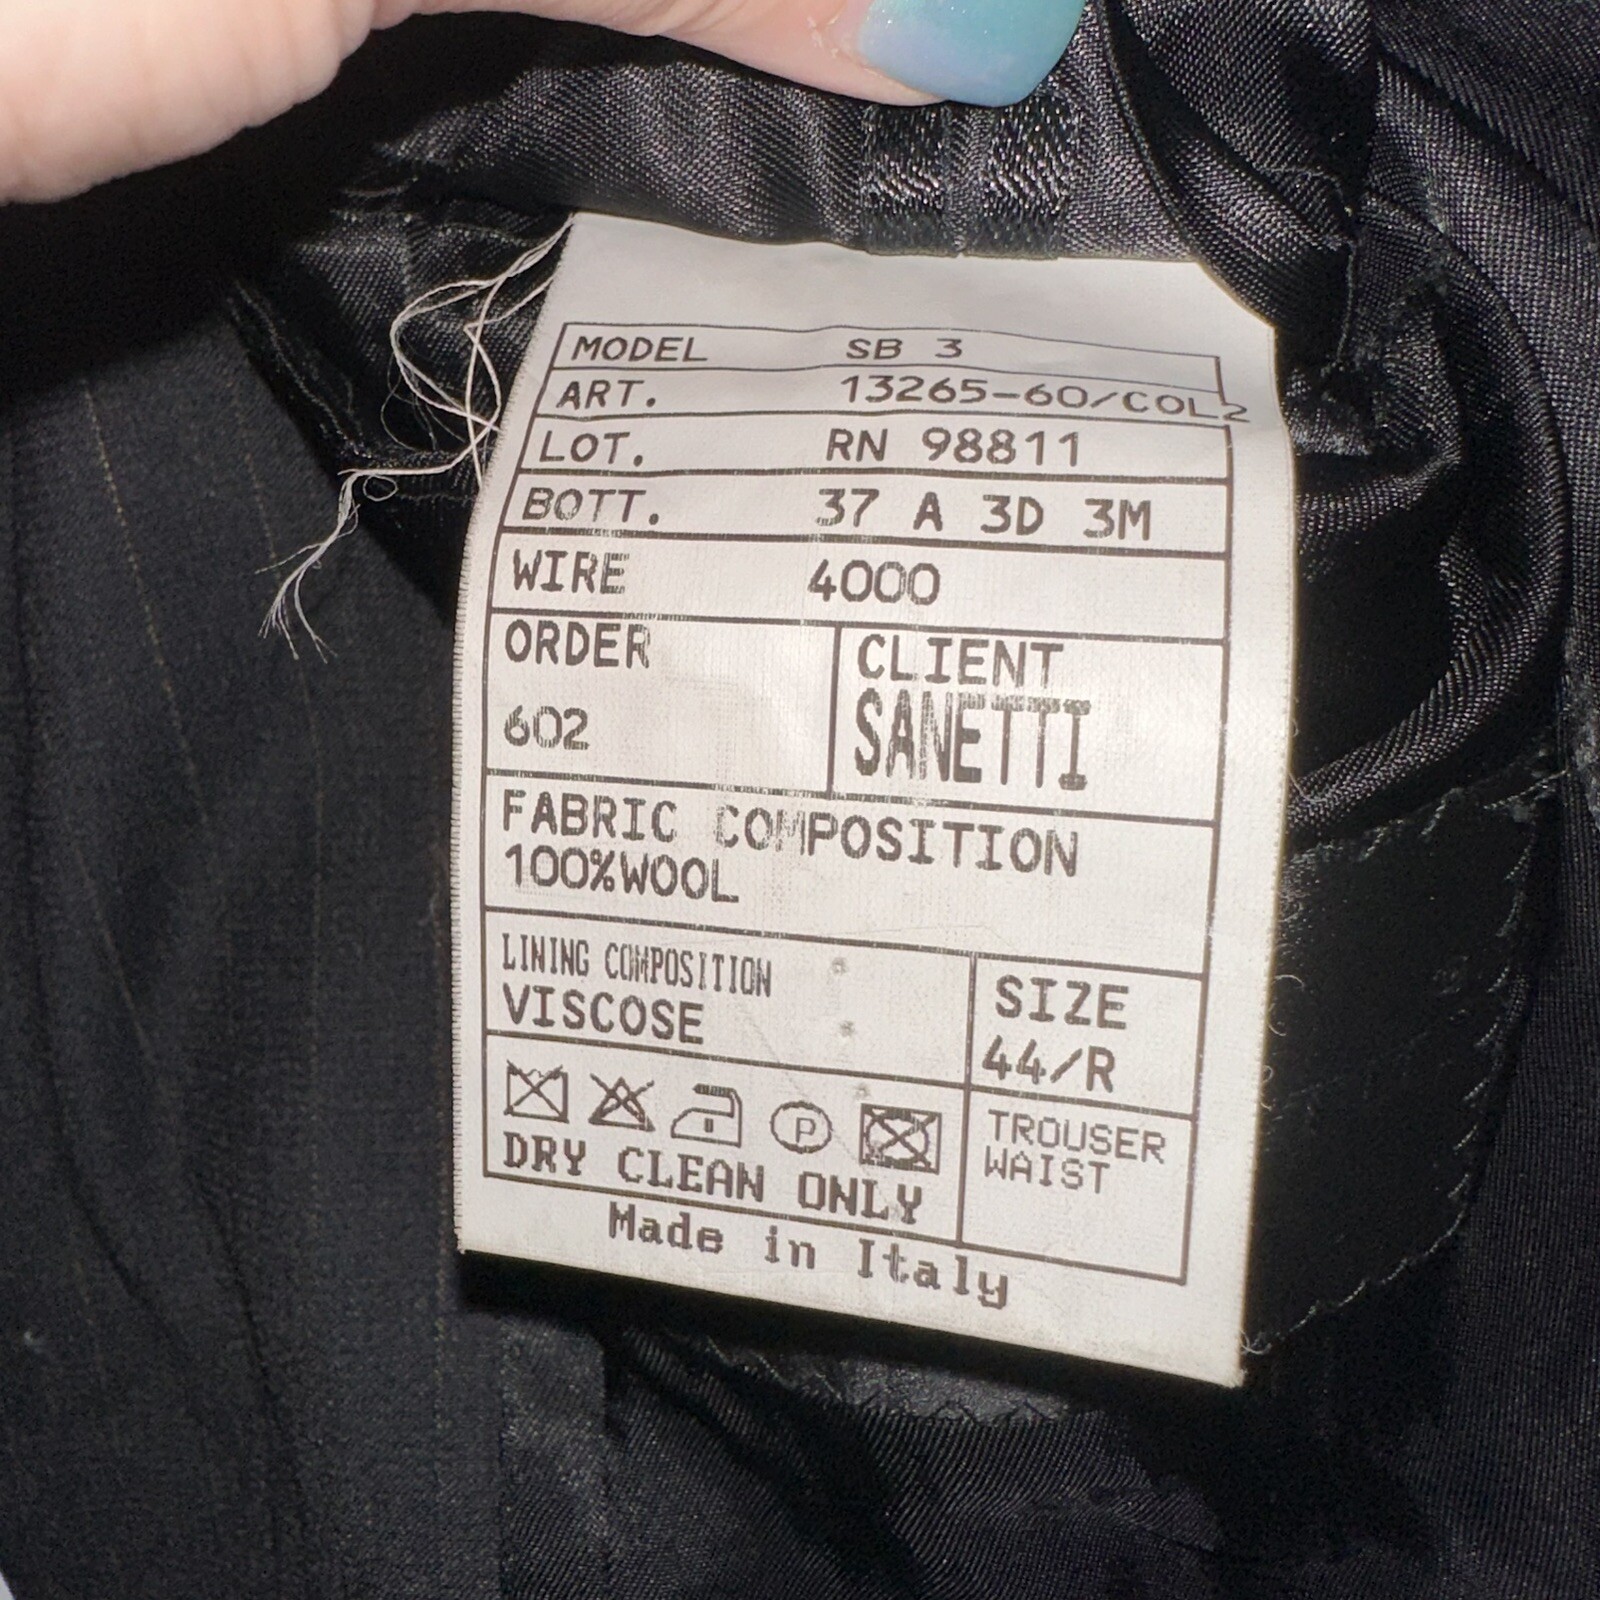 MODEL SB 3
ART. 13265-60/COL2
LOT. RN 98811
BOTT. 37 A 3D 3M
WIRE 4000
ORDER
602
CLIENT
SANETTI
FABRIC COMPOSITION
100%WOOL
LINING COMPOSITION
VISCOSE
SIZE
44/R
P
DRY CLEAN ONLY
TROUSER
WAIST
Made in Italy